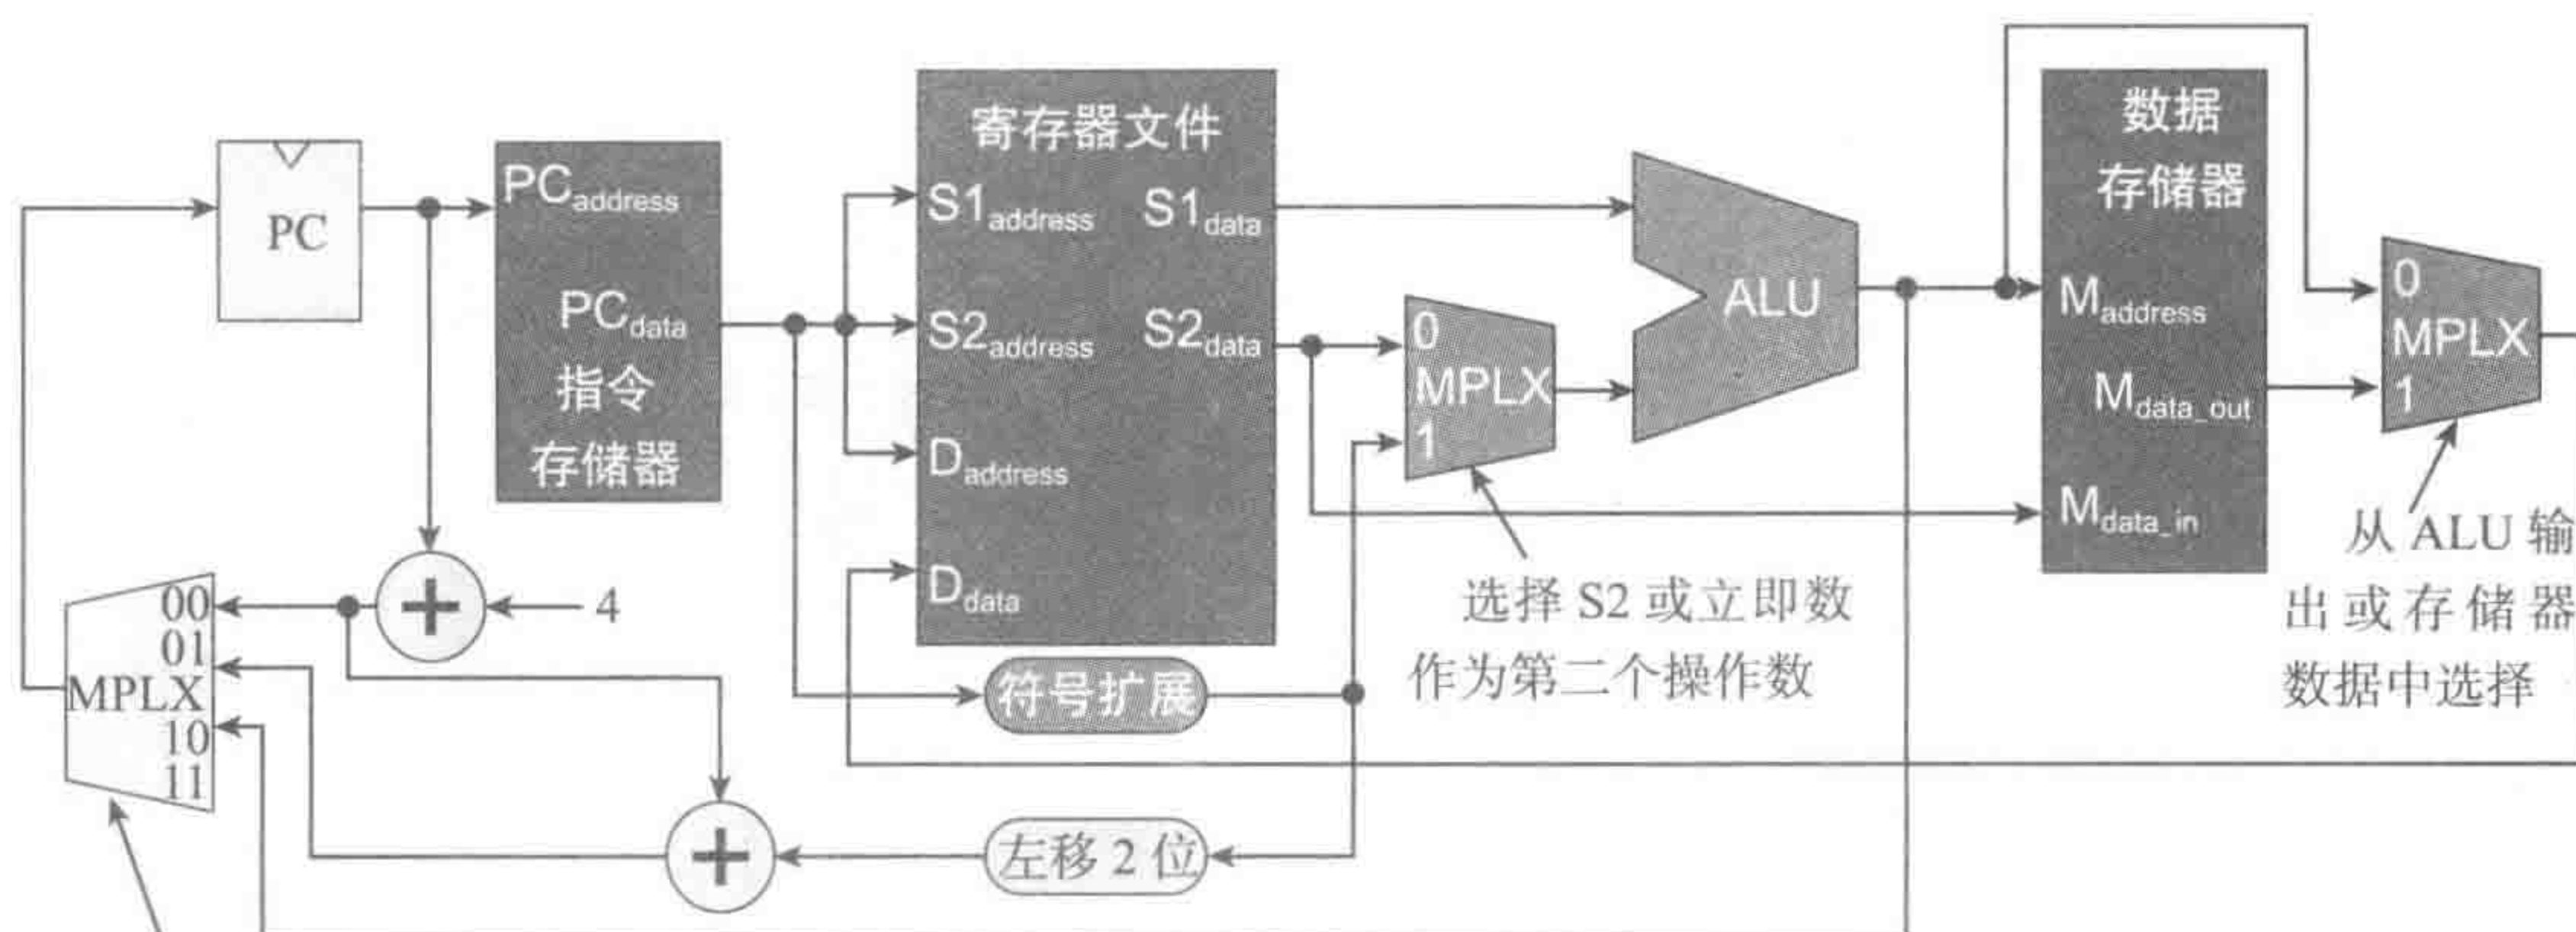 寄存器文件
数据
存储器
PC
PCaddress
PCdata
指令
存储器
S1address
S1data
S2address
S2data
Daddress
Ddata
0
MPLX
1
ALU
Maddress
Mdata_out
Mdata_in
0
MPLX
1
选择 S2 或立即数
作为第二个操作数
从 ALU 输
出或存储器
数据中选择
4
00
01
MPLX
10
11
符号扩展
左移 2 位